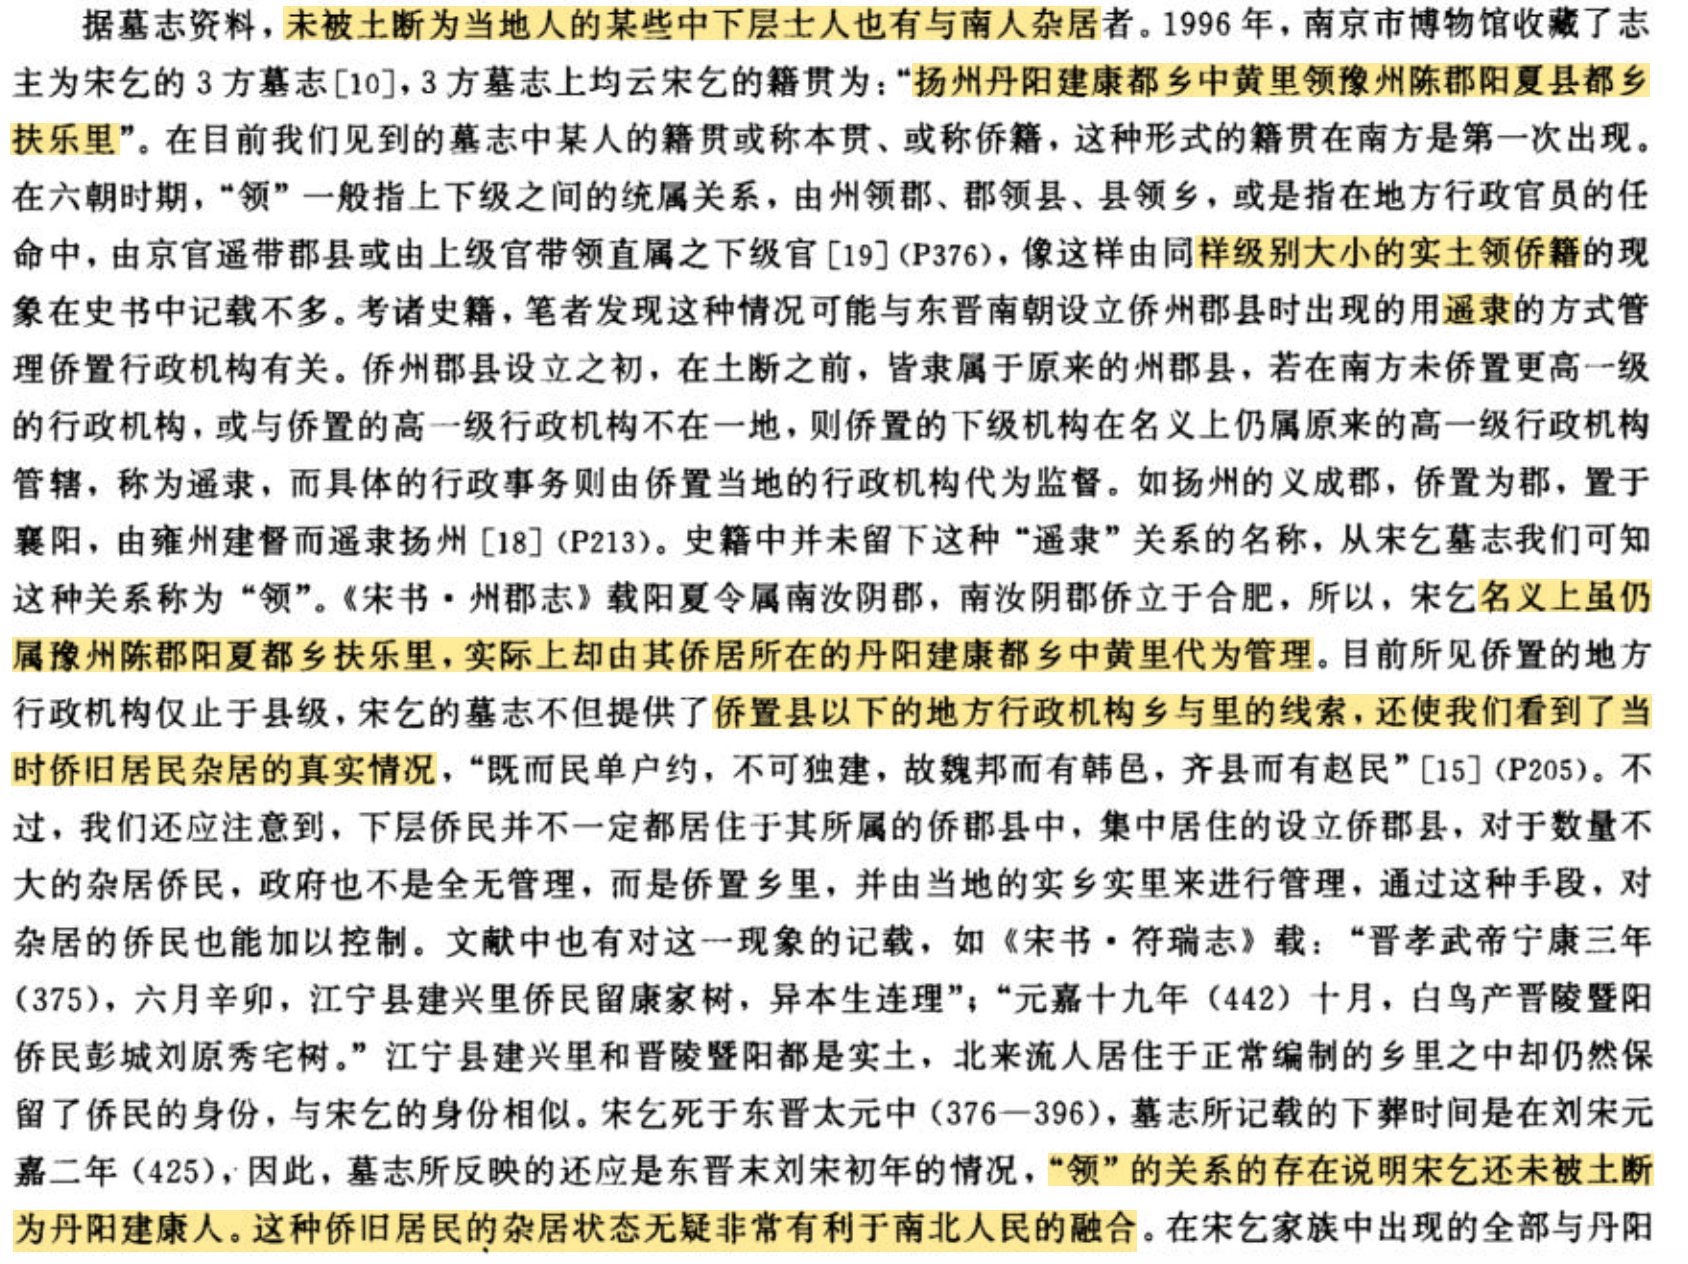 据墓志资料，未被土断为当地人的某些中下层士人也有与南人杂居者。1996年，南京市博物馆收藏了志
主为宋乞的3方墓志[10]，3方墓志上均云宋乞的籍贯为：“扬州丹阳建康都乡中黄里领豫州陈郡阳夏县都乡
扶乐里”。在目前我们见到的墓志中某人的籍贯或称本贯、或称侨籍，这种形式的籍贯在南方是第一次出现。
在六朝时期，“领”一般指上下级之间的统属关系，由州领郡、郡领县、县领乡，或是指在地方行政官员的任
命中，由京官遥带郡县或由上级官带领直属之下级官[19](P376)，像这样由同样级别大小的实土领侨籍的现
象在史书中记载不多。考诸史籍，笔者发现这种情况可能与东晋南朝设立侨州郡县时出现的用遥隶的方式管
理侨置行政机构有关。侨州郡县设立之初，在土断之前，皆隶属于原来的州郡县，若在南方未侨置更高一级
的行政机构，或与侨置的高一级行政机构不在一地，则侨置的下级机构在名义上仍属原来的高一级行政机构
管辖，称为遥隶，而具体的行政事务则由侨置当地的行政机构代为监督。如扬州的义成郡，侨置为郡，置于
襄阳，由雍州建督而遥隶扬州[18](P213)。史籍中并未留下这种“遥隶”关系的名称，从宋乞墓志我们可知
这种关系称为“领”。《宋书·州郡志》载阳夏令属南汝阴郡，南汝阴郡侨立于合肥，所以，宋乞名义上虽仍
属豫州陈郡阳夏都乡扶乐里，实际上却由其侨居所在的丹阳建康都乡中黄里代为管理。目前所见侨置的地方
行政机构仅止于县级，宋乞的墓志不但提供了侨置县以下的地方行政机构乡与里的线索，还使我们看到了当
时侨旧居民杂居的真实情况，“既而民单户约，不可独建，故魏邦而有韩邑，齐县而有赵民”[15](P205)。不
过，我们还应注意到，下层侨民并不一定都居住于其所属的侨郡县中，集中居住的设立侨郡县，对于数量不
大的杂居侨民，政府也不是全无管理，而是侨置乡里，并由当地的实乡实里来进行管理，通过这种手段，对
杂居的侨民也能加以控制。文献中也有对这一现象的记载，如《宋书·符瑞志》载：“晋孝武帝宁康三年
（375），六月辛卯，江宁县建兴里侨民留康家树，异本生连理”；“元嘉十九年（442）十月，白鸟产晋陵暨阳
侨民彭城刘原秀宅树。”江宁县建兴里和晋陵暨阳都是实土，北来流人居住于正常编制的乡里之中却仍然保
留了侨民的身份，与宋乞的身份相似。宋乞死于东晋太元中（376—396），墓志所记载的下葬时间是在刘宋元
嘉二年（425），因此，墓志所反映的还应是东晋末刘宋初年的情况，“领”的关系的存在说明宋乞还未被土断
为丹阳建康人。这种侨旧居民的杂居状态无疑非常有利于南北人民的融合。在宋乞家族中出现的全部与丹阳